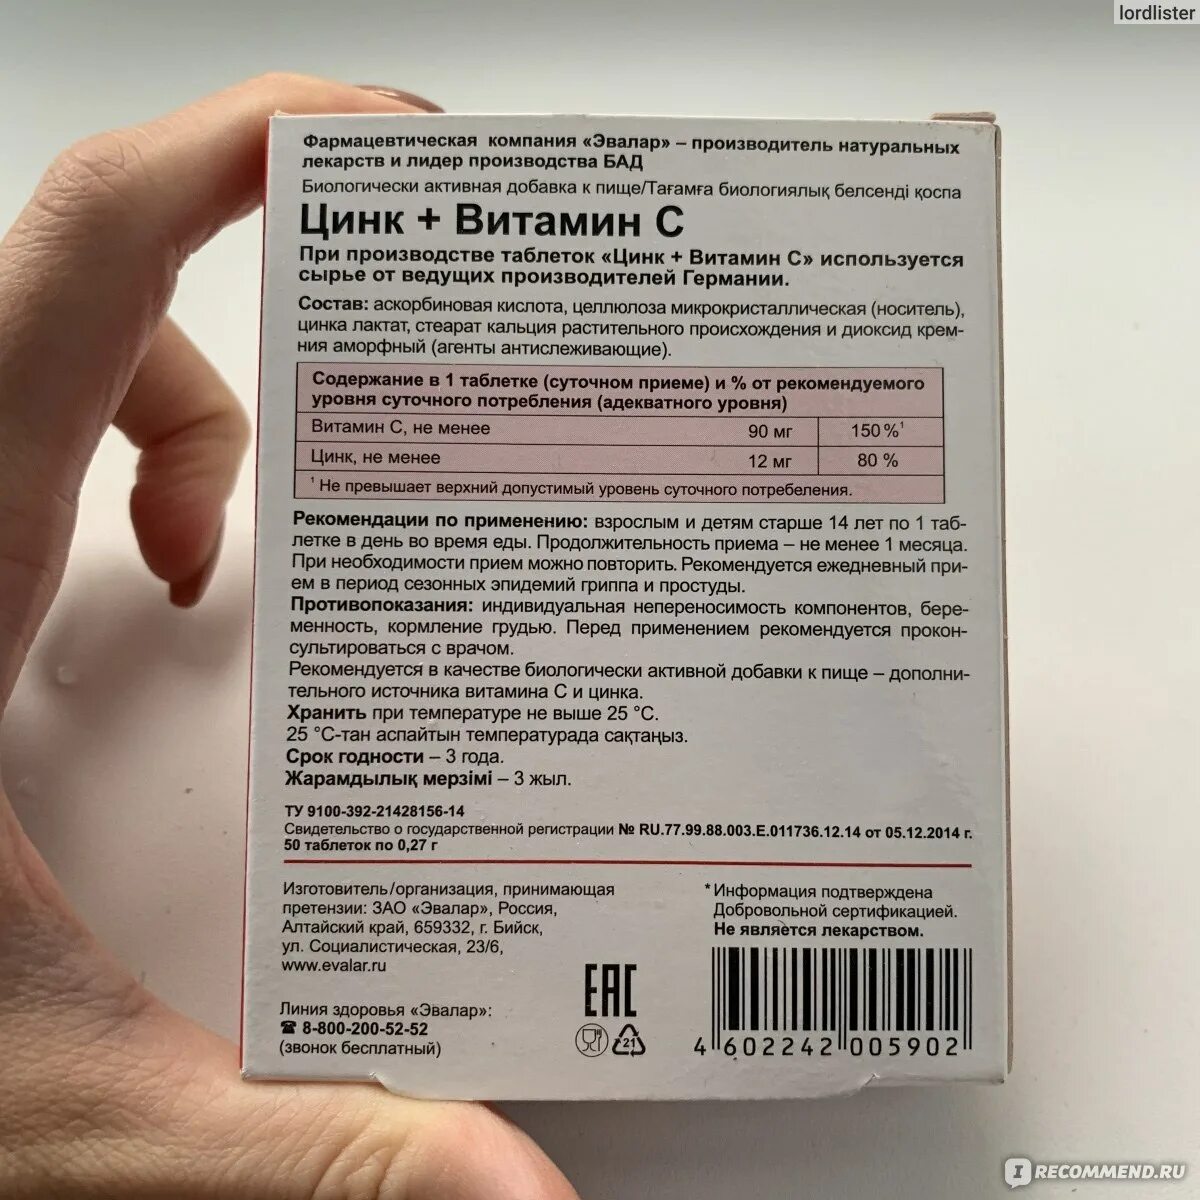 lordlister
Фармацевтическая компания «Эвалар» – производитель натуральных
лекарств и лидер производства БАД
Биологически активная добавка к пище/Тағамға биологиялық белсенді қоспа
Цинк + Витамин С
При производстве таблеток «Цинк + Витамин С» используется
сырье от ведущих производителей Германии.
Состав: аскорбиновая кислота, целлюлоза микрокристаллическая (носитель),
цинка лактат, стеарат кальция растительного происхождения и диоксид крем-
ния аморфный (агенты антислеживающие).
Содержание в 1 таблетке (суточном приеме) и % от рекомендуемого
уровня суточного потребления (адекватного уровня)
Витамин С, не менее 90 мг 150 %¹
Цинк, не менее 12 мг 80 %
¹ Не превышает верхний допустимый уровень суточного потребеления.
Рекомендации по применению: взрослым и детям старше 14 лет по 1 таб-
летке в день во время еды. Продолжительность приема – не менее 1 месяца.
При необходимости прием можно повторить. Рекомендуется ежедневный при-
ем в период сезонных эпидемий гриппа и простуды.
Противопоказания: индивидуальная непереносимость компонентов, бере-
менность, кормление грудью. Перед применением рекомендуется прокон-
сультироваться с врачом.
Рекомендуется в качестве биологически активной добавки к пище – дополни-
тельного источника витамина С и цинка.
Хранить при температуре не выше 25 °С.
25 °С-тан аспайтын температурада сақтаңыз.
Срок годности – 3 года.
Жарамдылық мерзімі – 3 жыл.
ТУ 9100-392-21428156-14
Свидетельство о государственной регистрации № RU.77.99.88.003.Е.011736.12.14 от 05.12.2014 г.
50 таблеток по 0,27 г
Изготовитель/организация, принимающая
претензии: ЗАО «Эвалар», Россия,
Алтайский край, 659332, г. Бийск,
ул. Социалистическая, 23/6,
www.evalar.ru
Линия здоровья «Эвалар»:
☎ 8-800-200-52-52
(звонок бесплатный)
* Информация подтверждена
Добровольной сертификацией.
Не является лекарством.
EAC
21
4 602242 005902
IRECOMMEND.RU